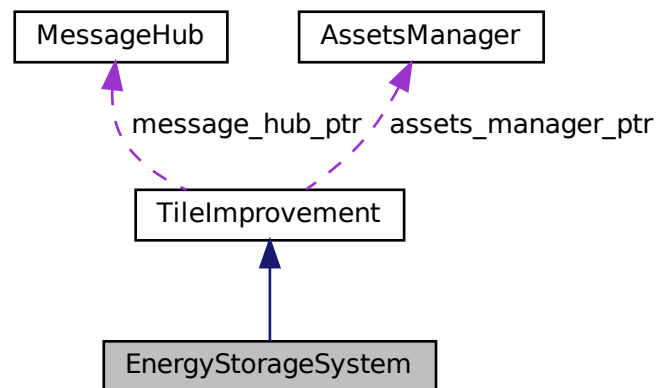 MessageHub
AssetsManager
message_hub_ptr
assets_manager_ptr
TileImprovement
EnergyStorageSystem